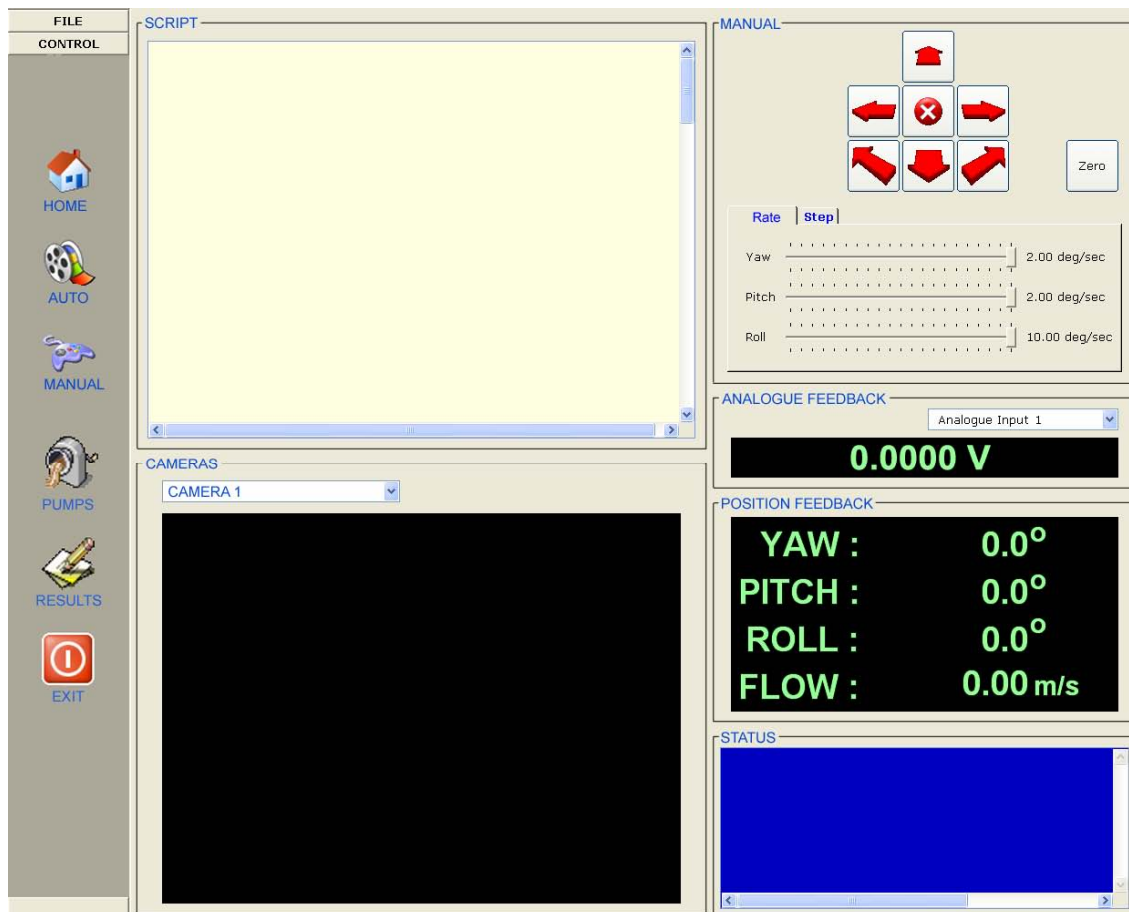 FILE
CONTROL
HOME
AUTO
MANUAL
PUMPS
RESULTS
EXIT
SCRIPT
CAMERAS
CAMERA 1
MANUAL
Zero
Rate Step
Yaw 2.00 deg/sec
Pitch 2.00 deg/sec
Roll 10.00 deg/sec
ANALOGUE FEEDBACK
Analogue Input 1
0.0000 V
POSITION FEEDBACK
YAW : 0.0°
PITCH : 0.0°
ROLL : 0.0°
FLOW : 0.00 m/s
STATUS